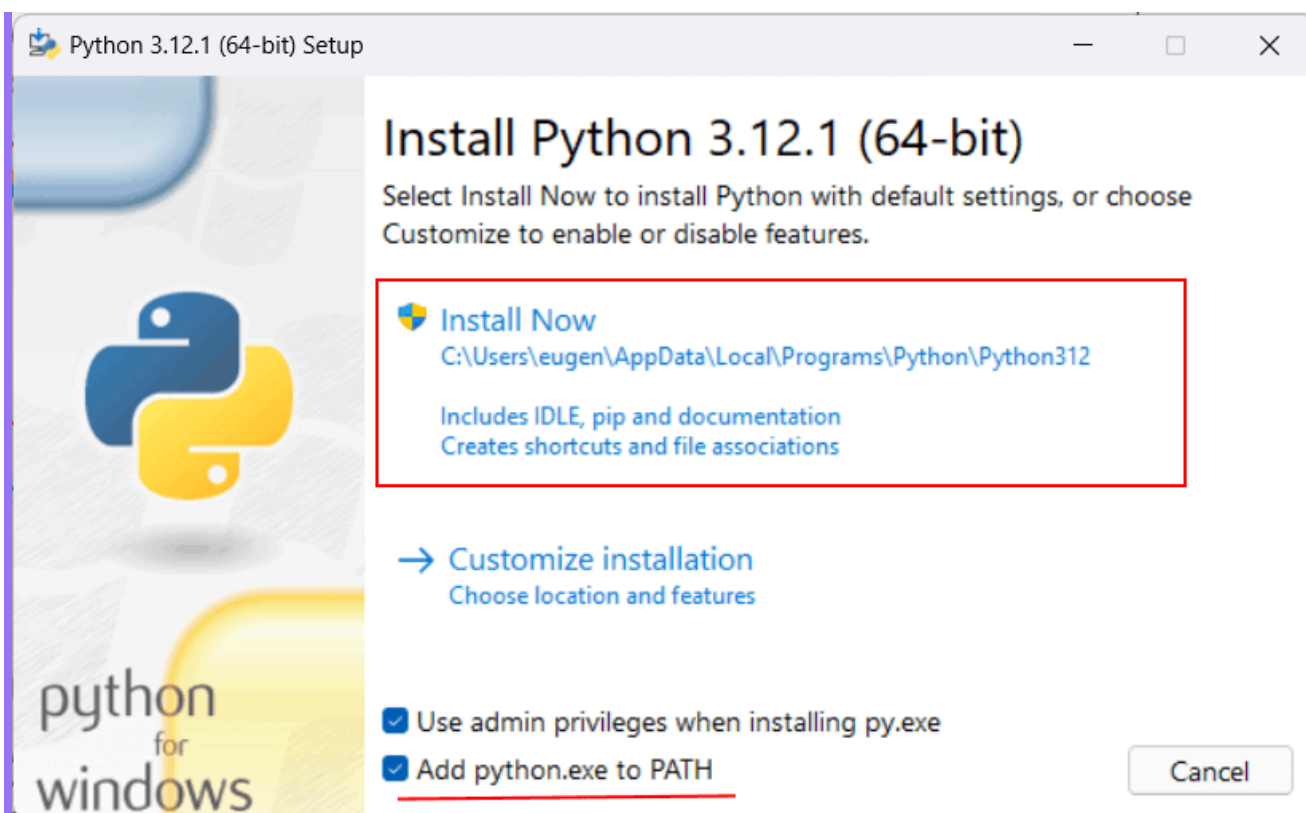 Python 3.12.1 (64-bit) Setup
Install Python 3.12.1 (64-bit)
Select Install Now to install Python with default settings, or choose
Customize to enable or disable features.
Install Now
C:\Users\eugen\AppData\Local\Programs\Python\Python312
Includes IDLE, pip and documentation
Creates shortcuts and file associations
Customize installation
Choose location and features
python
for
windows
Use admin privileges when installing py.exe
Add python.exe to PATH
Cancel